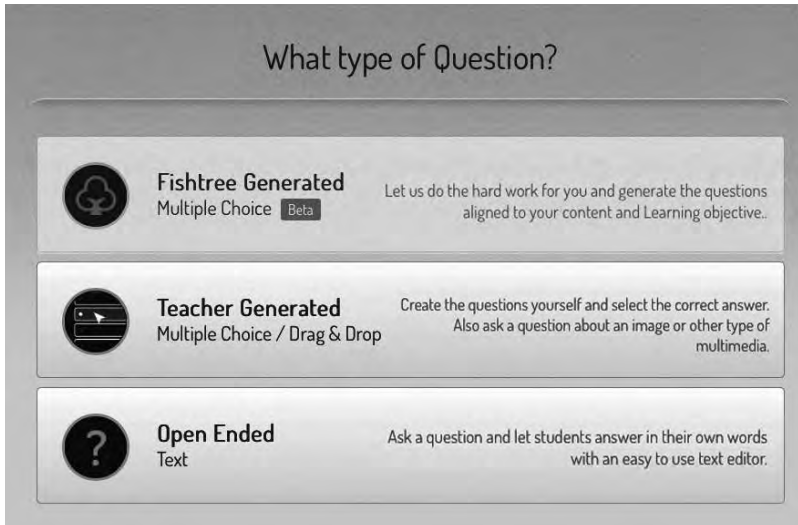 What type of Question?
Fishtree Generated
Multiple Choice Beta
Let us do the hard work for you and generate the questions
aligned to your content and Learning objective..
Teacher Generated
Multiple Choice / Drag & Drop
Create the questions yourself and select the correct answer.
Also ask a question about an image or other type of
multimedia.
?
Open Ended
Text
Ask a question and let students answer in their own words
with an easy to use text editor.